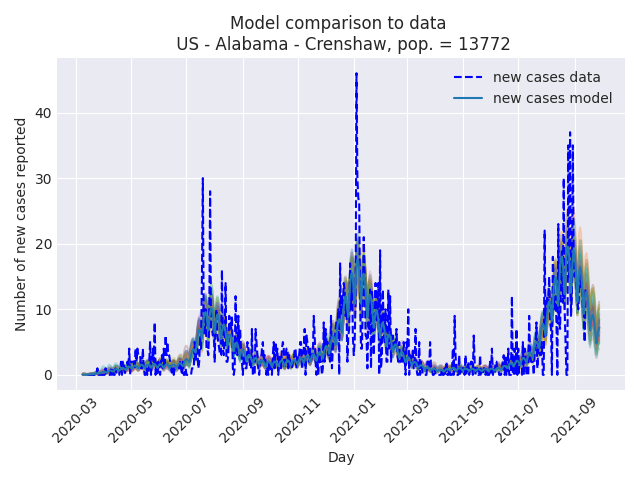 Model comparison to data
US - Alabama - Crenshaw, pop. = 13772
new cases data
new cases model
Number of new cases reported
40
30
20
10
0
2020-03
2020-05
2020-07
2020-09
2020-11
2021-01
2021-03
2021-05
2021-07
2021-09
Day